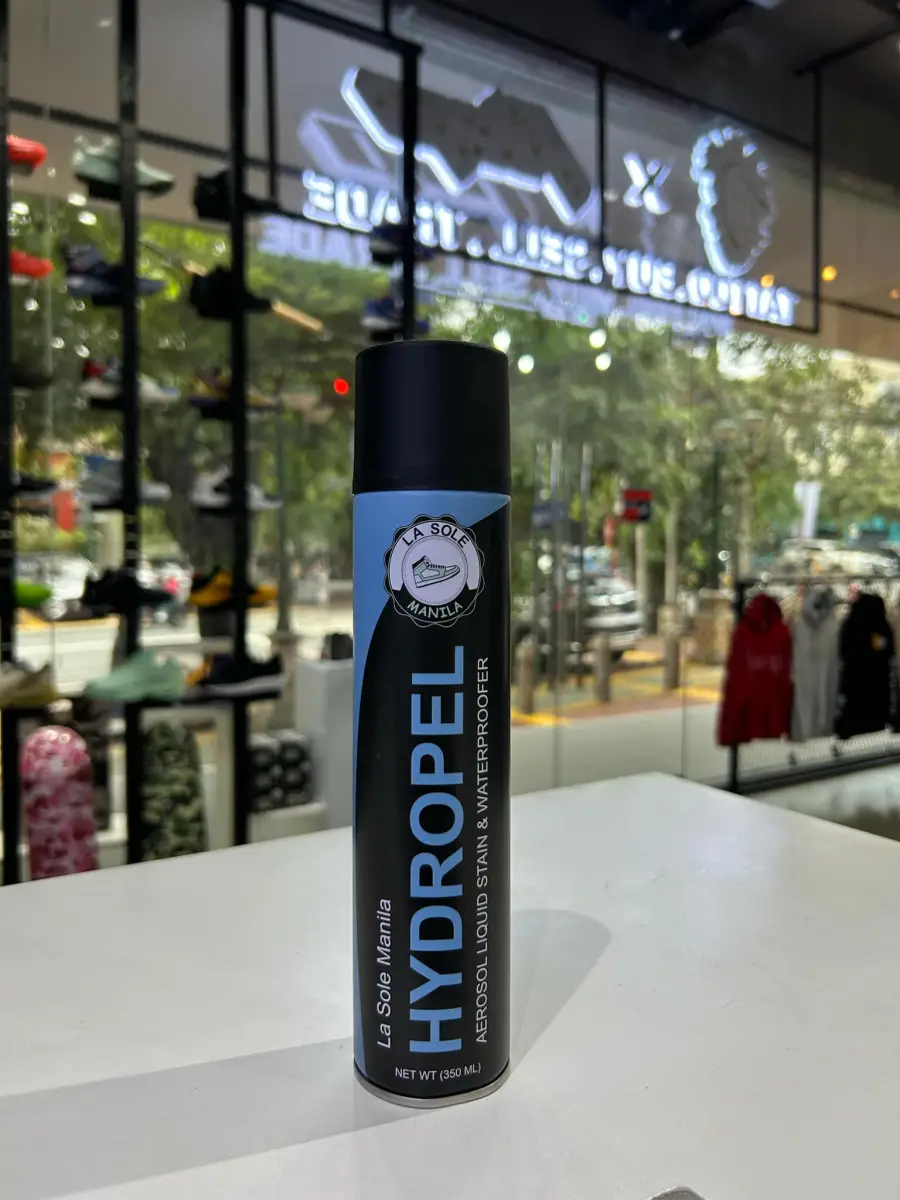 LA SOLE
MANILA
La Sole Manila
HYDROPEL
AEROSOL LIQUID STAIN & WATERPROOFER
NET WT (350 ML)
X